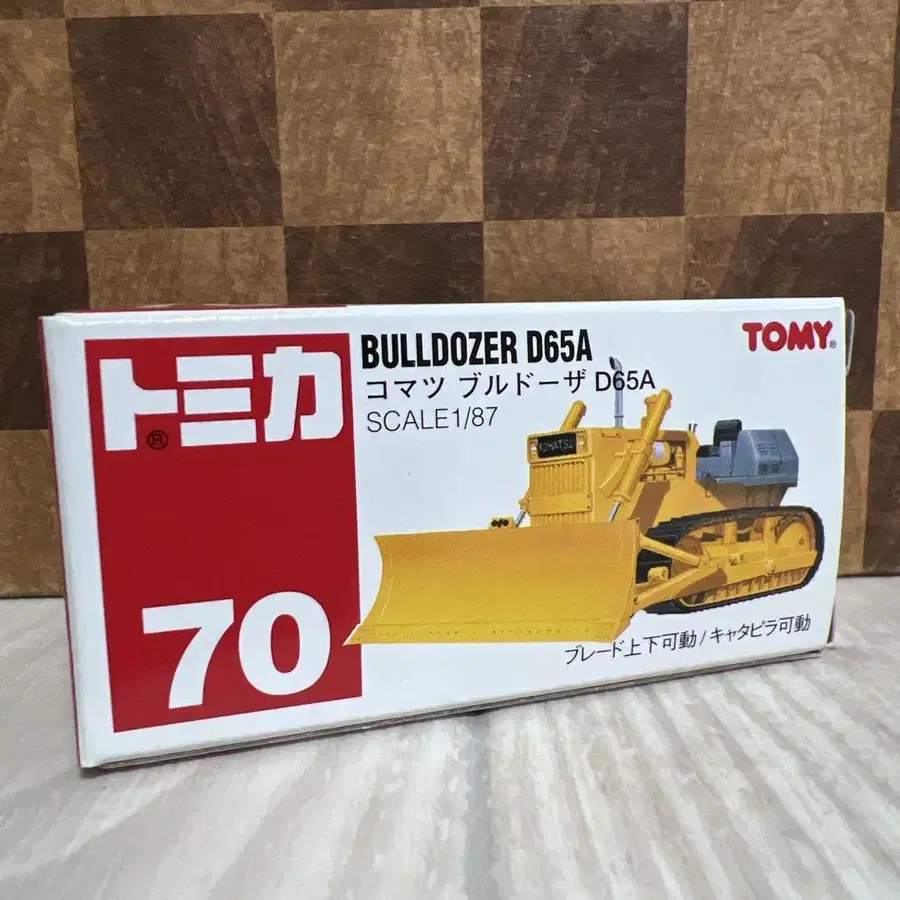 トミカ®
70
BULLDOZER D65A
コマツ ブルドーザ D65A
SCALE1/87
TOMY®
KOMATSU
ブレード上下可動/キャタピラ可動